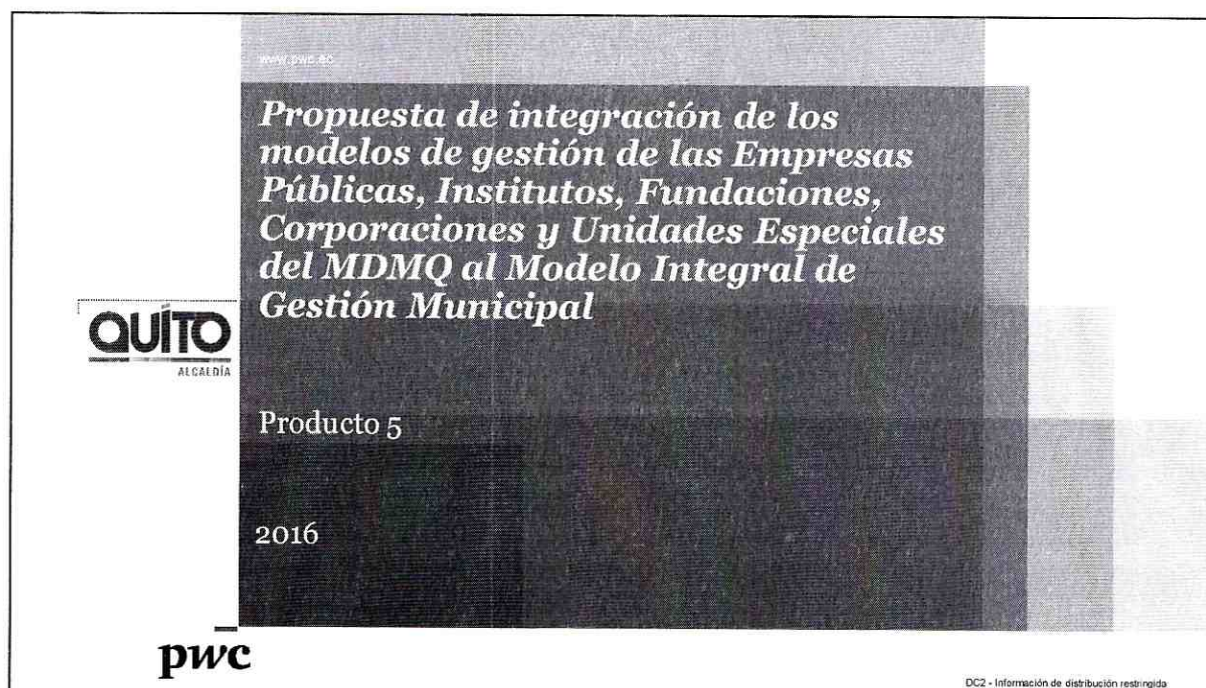 www.pwc.ec
Propuesta de integración de los
modelos de gestión de las Empresas
Públicas, Institutos, Fundaciones,
Corporaciones y Unidades Especiales
del MDMQ al Modelo Integral de
Gestión Municipal
QUITO
ALCALDÍA
Producto 5
2016
pwc
DC2 - Información de distribución restringida